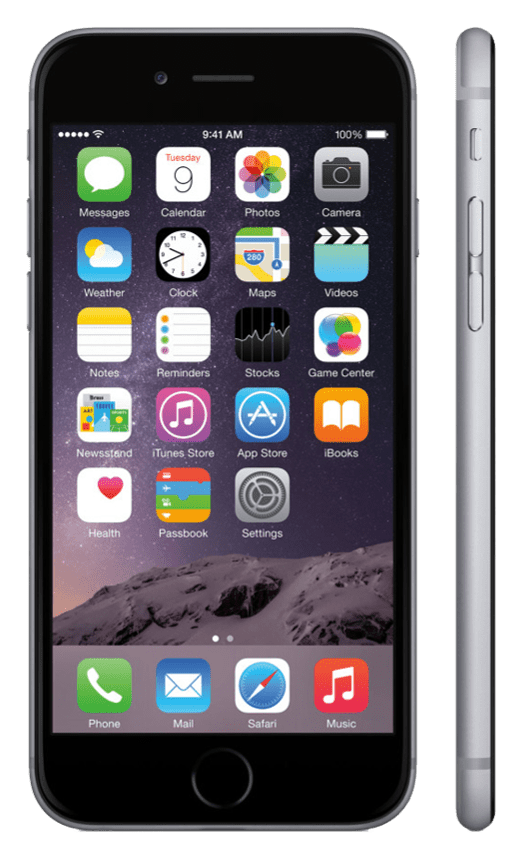 9:41 AM 100%
Tuesday
9
Messages Calendar Photos Camera
280
Weather Clock Maps Videos
Notes Reminders Stocks Game Center
Newsstand iTunes Store App Store iBooks
Health Passbook Settings
Phone Mail Safari Music